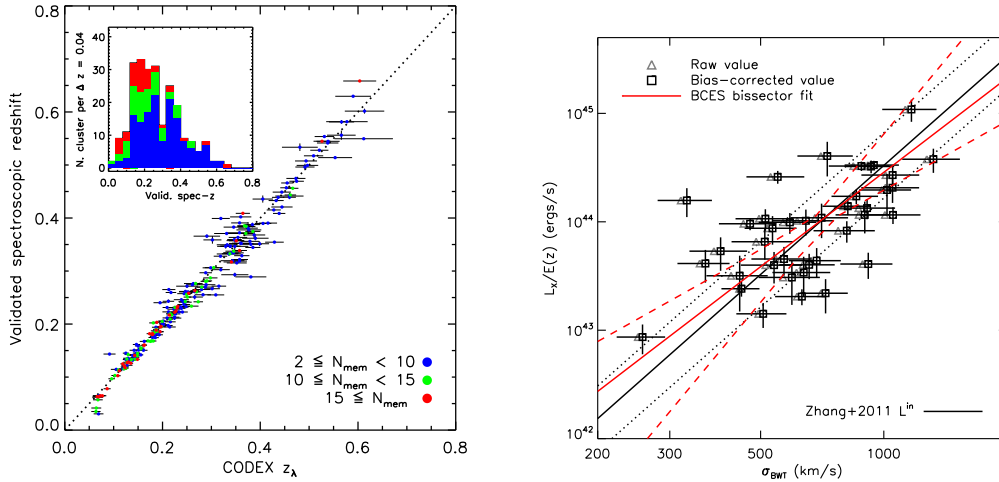 0.8
0.6
0.4
0.2
0.0
Validated spectroscopic redshift
0.0 0.2 0.4 0.6 0.8
CODEX z_λ
40
30
20
10
0
N. cluster per Δ z = 0.04
0.0 0.2 0.4 0.6 0.8
Valid. spec-z
2 ≦ N_mem < 10
10 ≦ N_mem < 15
15 ≦ N_mem
Raw value
Bias-corrected value
BCES bissector fit
10^45
10^44
10^43
10^42
L_x/E(z) (ergs/s)
Zhang+2011 L^in
200 500 1000
σ_BWT (km/s)